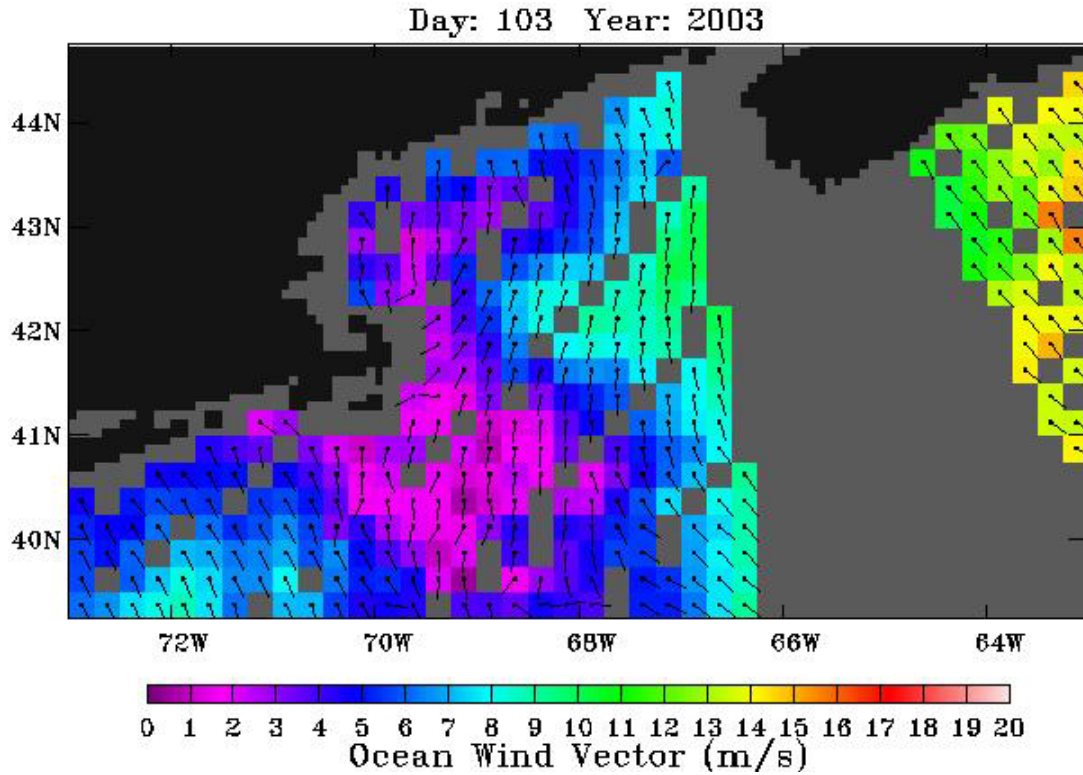 Day: 103 Year: 2003
44N
43N
42N
41N
40N
72W 70W 68W 66W 64W
0 1 2 3 4 5 6 7 8 9 10 11 12 13 14 15 16 17 18 19 20
Ocean Wind Vector (m/s)